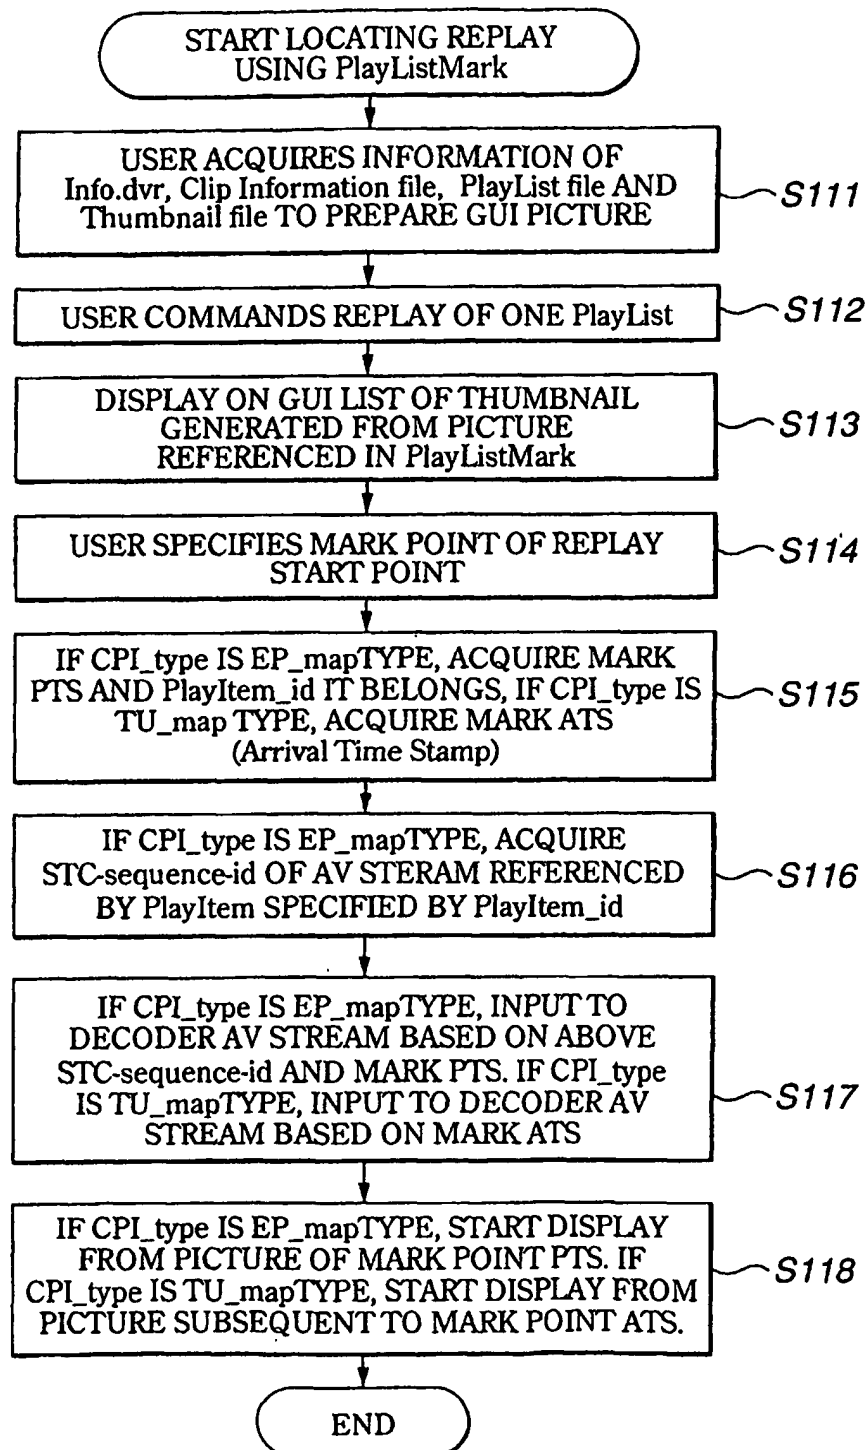 START LOCATING REPLAY
USING PlayListMark
USER ACQUIRES INFORMATION OF
Info.dvr, Clip Information file, PlayList file AND
Thumbnail file TO PREPARE GUI PICTURE
S111
USER COMMANDS REPLAY OF ONE PlayList
S112
DISPLAY ON GUI LIST OF THUMBNAIL
GENERATED FROM PICTURE
REFERENCED IN PlayListMark
S113
USER SPECIFIES MARK POINT OF REPLAY
START POINT
S114
IF CPI_type IS EP_mapTYPE, ACQUIRE MARK
PTS AND PlayItem_id IT BELONGS, IF CPI_type IS
TU_map TYPE, ACQUIRE MARK ATS
(Arrival Time Stamp)
S115
IF CPI_type IS EP_mapTYPE, ACQUIRE
STC-sequence-id OF AV STERAM REFERENCED
BY PlayItem SPECIFIED BY PlayItem_id
S116
IF CPI_type IS EP_mapTYPE, INPUT TO
DECODER AV STREAM BASED ON ABOVE
STC-sequence-id AND MARK PTS. IF CPI_type
IS TU_mapTYPE, INPUT TO DECODER AV
STREAM BASED ON MARK ATS
S117
IF CPI_type IS EP_mapTYPE, START DISPLAY
FROM PICTURE OF MARK POINT PTS. IF
CPI_type IS TU_mapTYPE, START DISPLAY FROM
PICTURE SUBSEQUENT TO MARK POINT ATS.
S118
END